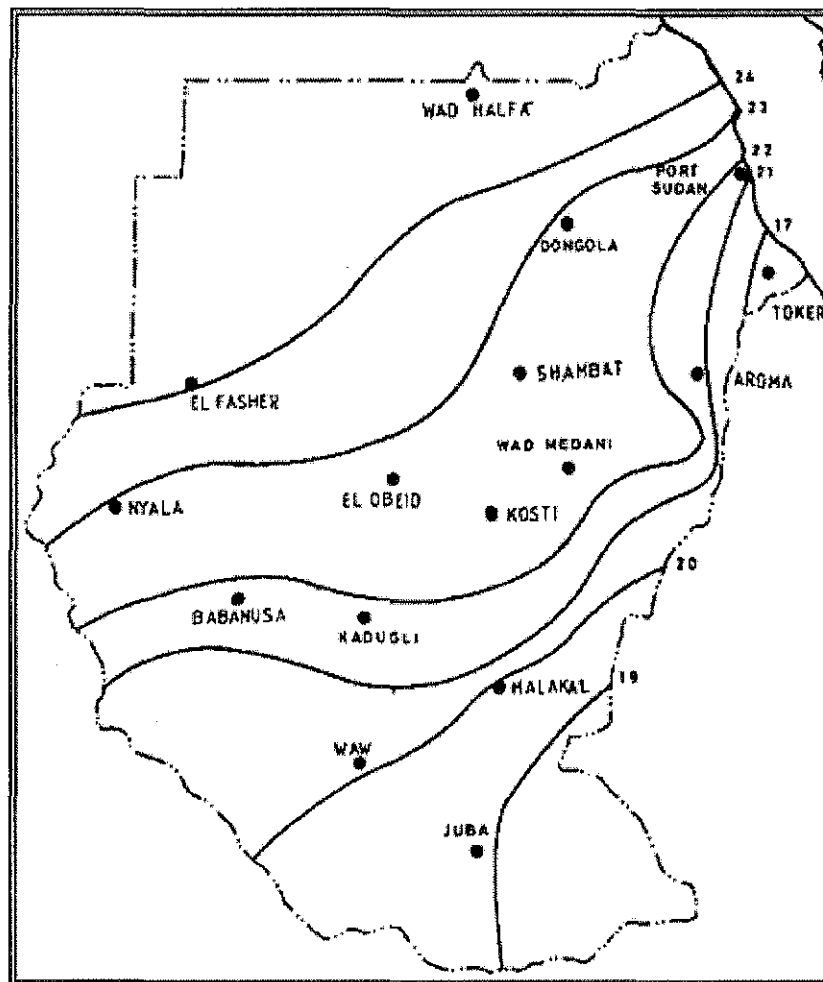 24
WAD HALFA
23
22
PORT
SUDAN
21
17
DONGOLA
TOKER
SHAMBAT
AROMA
EL FASHER
WAD MEDANI
EL OBEID
NYALA
KOSTI
20
BABANUSA
KADUGLI
MALAKAL
19
WAW
JUBA